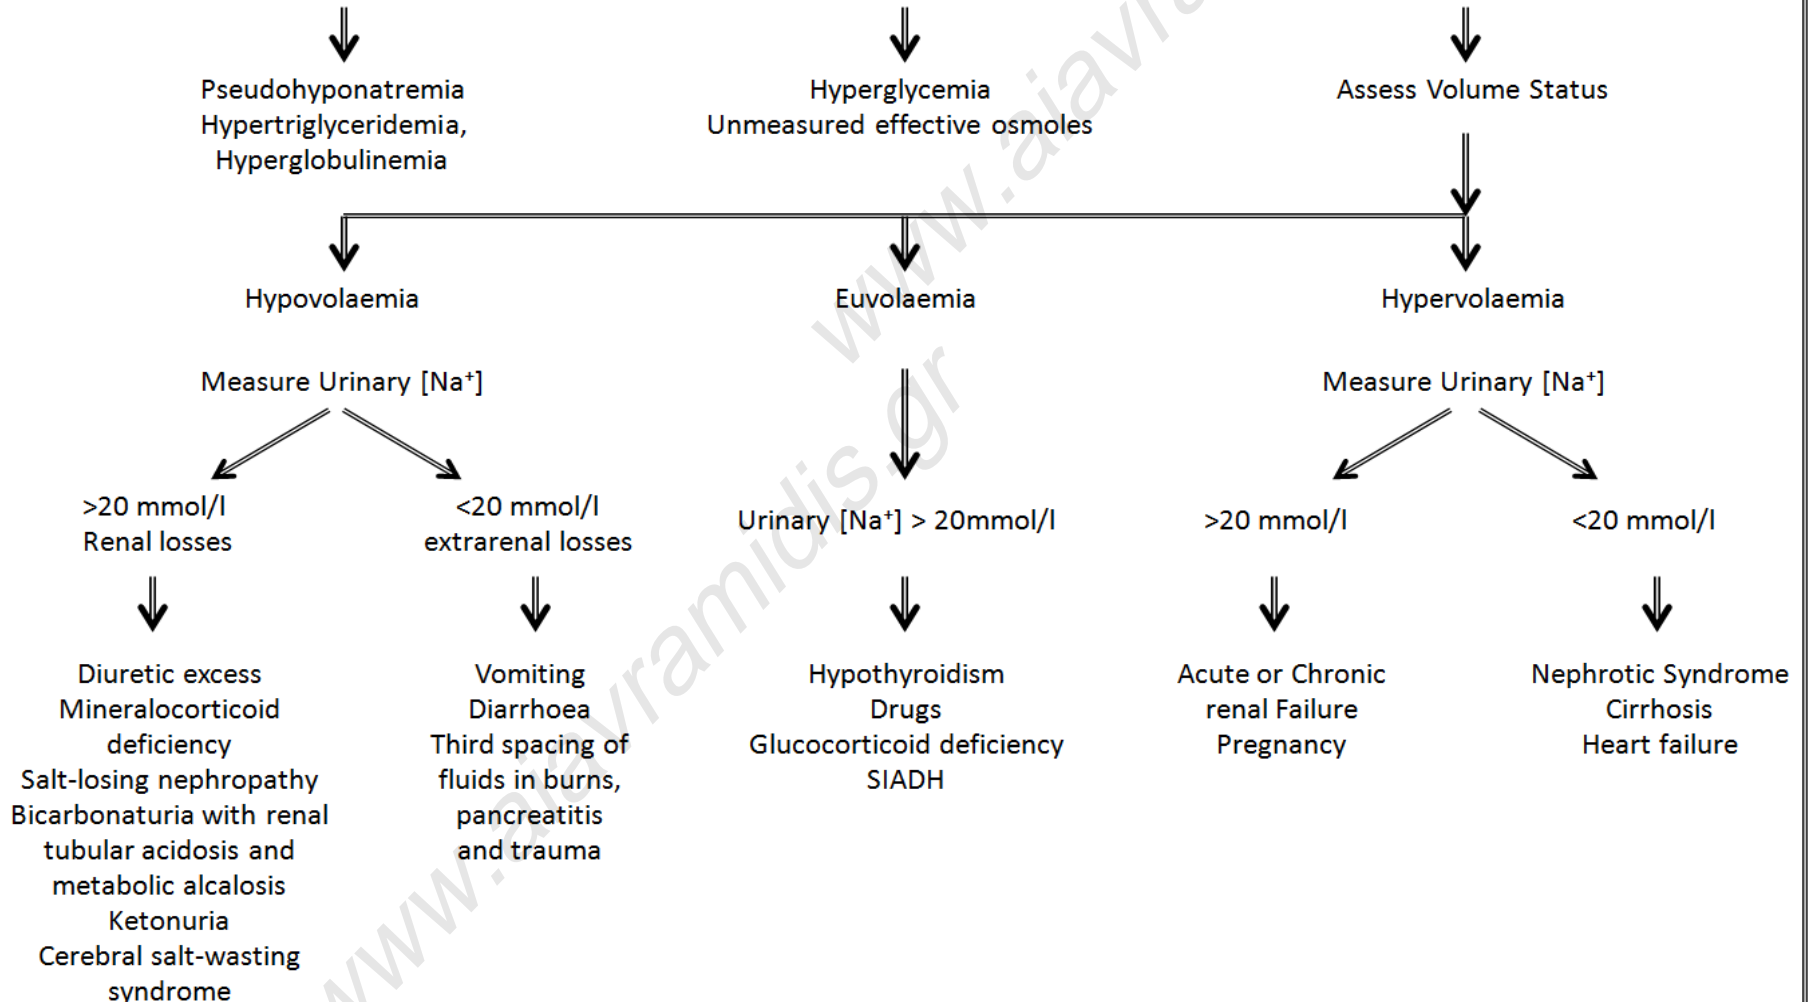 Pseudohyponatremia
Hypertriglyceridemia,
Hyperglobulinemia
Hyperglycemia
Unmeasured effective osmoles
Assess Volume Status
Hypovolaemia
Euvolaemia
Hypervolaemia
Measure Urinary [Na⁺]
Measure Urinary [Na⁺]
>20 mmol/l
Renal losses
<20 mmol/l
extrarenal losses
Urinary [Na⁺] > 20mmol/l
>20 mmol/l
<20 mmol/l
Diuretic excess
Mineralocorticoid
deficiency
Salt-losing nephropathy
Bicarbonaturia with renal
tubular acidosis and
metabolic alcalosis
Ketonuria
Cerebral salt-wasting
syndrome
Vomiting
Diarrhoea
Third spacing of
fluids in burns,
pancreatitis
and trauma
Hypothyroidism
Drugs
Glucocorticoid deficiency
SIADH
Acute or Chronic
renal Failure
Pregnancy
Nephrotic Syndrome
Cirrhosis
Heart failure
www.aiavra
www.aiavramidis.gr